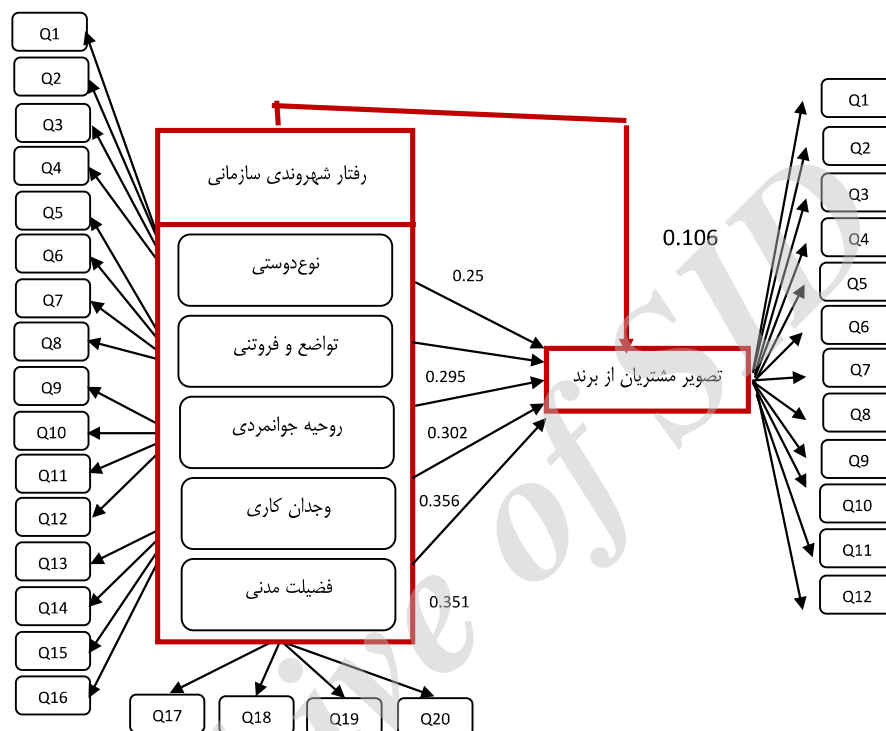 Q1
Q2
Q3
Q4
Q5
Q6
Q7
Q8
Q9
Q10
Q11
Q12
Q13
Q14
Q15
Q16
Q17
Q18
Q19
Q20
رفتار شهروندی سازمانی
نوع‌دوستی
تواضع و فروتنی
روحیه جوانمردی
وجدان کاری
فضیلت مدنی
0.25
0.295
0.302
0.356
0.351
0.106
تصویر مشتریان از برند
Q1
Q2
Q3
Q4
Q5
Q6
Q7
Q8
Q9
Q10
Q11
Q12
ive of SID